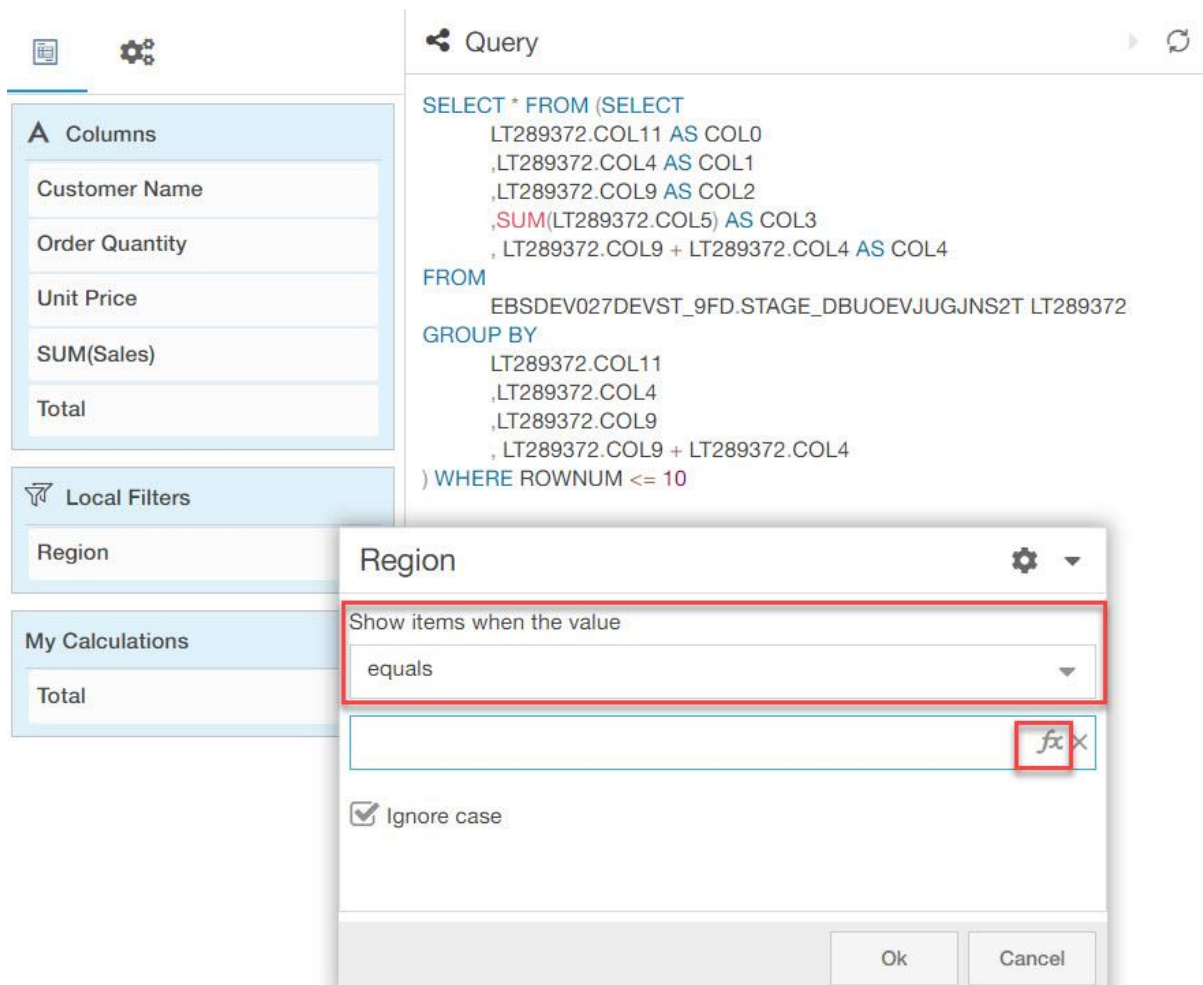 A Columns
Customer Name
Order Quantity
Unit Price
SUM(Sales)
Total
Local Filters
Region
My Calculations
Total
Query
SELECT * FROM (SELECT
LT289372.COL11 AS COL0
,LT289372.COL4 AS COL1
,LT289372.COL9 AS COL2
,SUM(LT289372.COL5) AS COL3
, LT289372.COL9 + LT289372.COL4 AS COL4
FROM
EBSDEV027DEVST_9FD.STAGE_DBUOEVJUGJNS2T LT289372
GROUP BY
LT289372.COL11
,LT289372.COL4
,LT289372.COL9
, LT289372.COL9 + LT289372.COL4
) WHERE ROWNUM <= 10
Region
Show items when the value
equals
fx
Ignore case
Ok Cancel